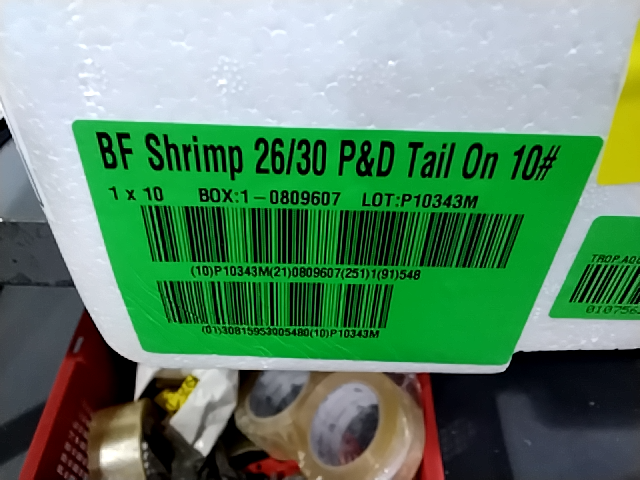 BF Shrimp 26/30 P&D Tail On 10#
1 x 10 BOX:1-0809607 LOT:P10343M
(10)P10343M(21)0809607(251)1(91)548
(01)30815953005480(10)P10343M